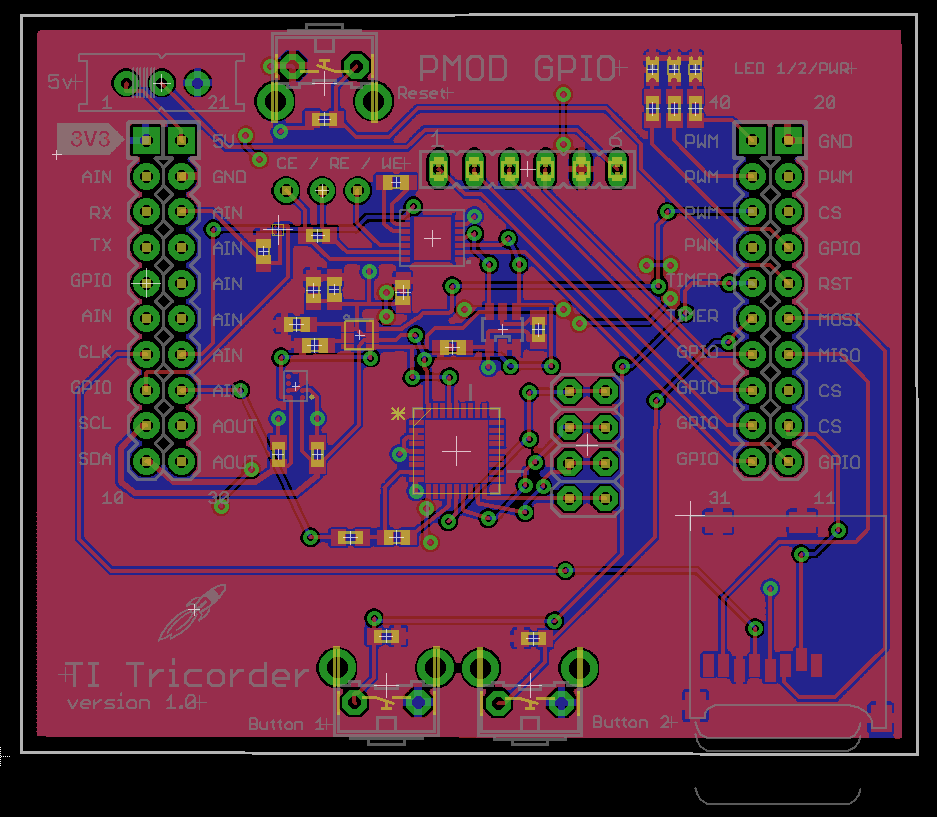 PMOD GPIO
LED 1/2/PWR
5v
Reset
1 21
40 20
3V3 5V
1 6
PWM GND
CE / RE / WE
AIN GND
PWM PWM
RX AIN
PWM CS
TX AIN
PWM GPIO
GPIO AIN
TIMER RST
AIN AIN
TIMER MOSI
CLK AIN
GPIO MISO
GPIO AIN
GPIO CS
SCL AOUT
GPIO CS
SDA AOUT
GPIO GPIO
10 30
31 11
TI Tricorder
version 1.0
Button 1
Button 2